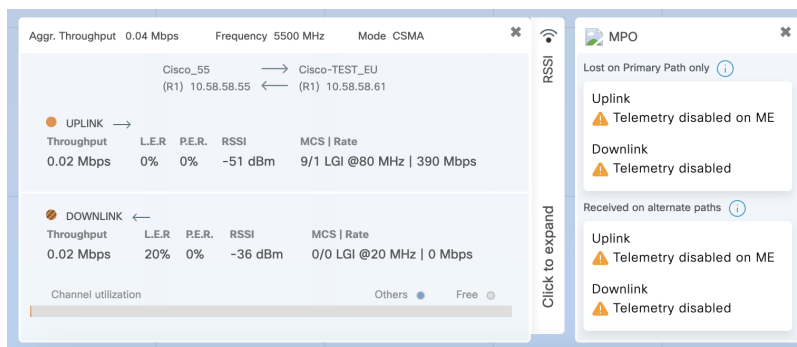 Aggr. Throughput 0.04 Mbps Frequency 5500 MHz Mode CSMA
Cisco_55 → Cisco-TEST_EU
(R1) 10.58.58.55 ← (R1) 10.58.58.61
UPLINK →
Throughput L.E.R P.E.R. RSSI MCS | Rate
0.02 Mbps 0% 0% -51 dBm 9/1 LGI @80 MHz | 390 Mbps
DOWNLINK ←
Throughput L.E.R P.E.R. RSSI MCS | Rate
0.02 Mbps 20% 0% -36 dBm 0/0 LGI @20 MHz | 0 Mbps
Channel utilization Others Free
RSSI
Click to expand
MPO
Lost on Primary Path only i
Uplink
Telemetry disabled on ME
Downlink
Telemetry disabled
Received on alternate paths i
Uplink
Telemetry disabled on ME
Downlink
Telemetry disabled